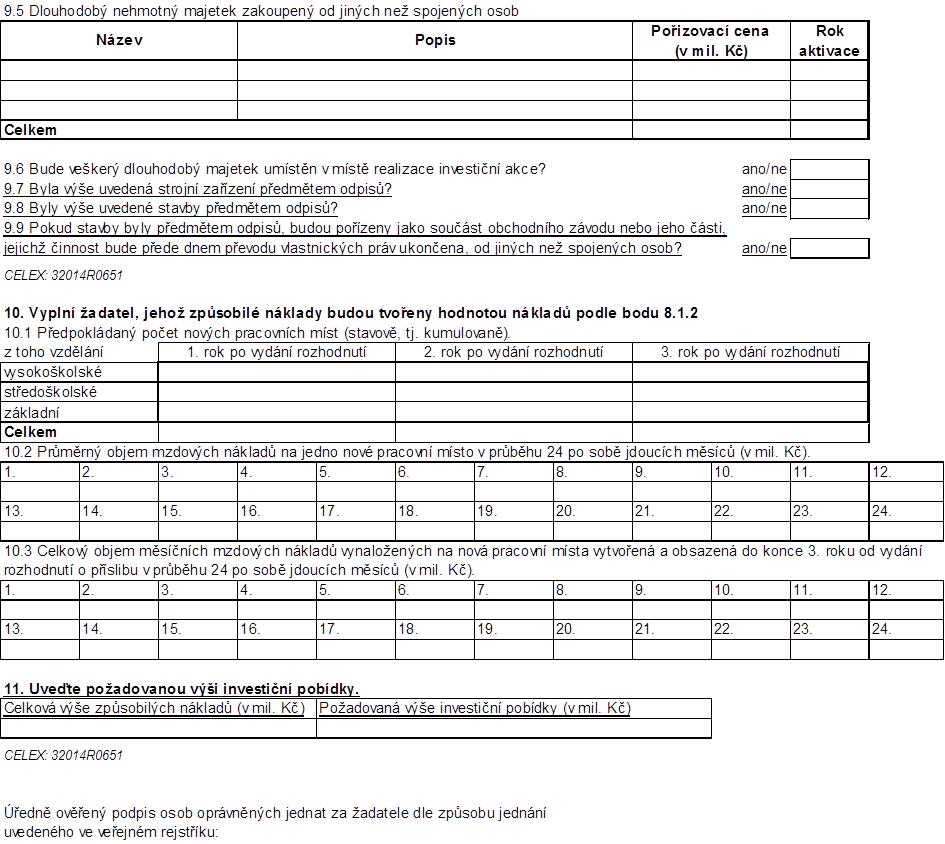 9.5 Dlouhodobý nehmotný majetek zakoupený od jiných než spojených osob
Název Popis Pořizovací cena (v mil. Kč) Rok aktivace
Celkem
9.6 Bude veškerý dlouhodobý majetek umístěn v místě realizace investiční akce? ano/ne
9.7 Byla výše uvedená strojní zařízení předmětem odpisů? ano/ne
9.8 Byly výše uvedené stavby předmětem odpisů? ano/ne
9.9 Pokud stavby byly předmětem odpisů, budou pořízeny jako součást obchodního závodu nebo jeho části,
jejichž činnost bude přede dnem převodu vlastnických práv ukončena, od jiných než spojených osob? ano/ne
CELEX: 32014R0651
10. Vyplní žadatel, jehož způsobilé náklady budou tvořeny hodnotou nákladů podle bodu 8.1.2
10.1 Předpokládaný počet nových pracovních míst (stavově, tj. kumulovaně).
z toho vzdělání 1. rok po vydání rozhodnutí 2. rok po vydání rozhodnutí 3. rok po vydání rozhodnutí
vysokoškolské
středoškolské
základní
Celkem
10.2 Průměrný objem mzdových nákladů na jedno nové pracovní místo v průběhu 24 po sobě jdoucích měsíců (v mil. Kč).
1. 2. 3. 4. 5. 6. 7. 8. 9. 10. 11. 12.
13. 14. 15. 16. 17. 18. 19. 20. 21. 22. 23. 24.
10.3 Celkový objem měsíčních mzdových nákladů vynaložených na nová pracovní místa vytvořená a obsazená do konce 3. roku od vydání
rozhodnutí o příslibu v průběhu 24 po sobě jdoucích měsíců (v mil. Kč).
1. 2. 3. 4. 5. 6. 7. 8. 9. 10. 11. 12.
13. 14. 15. 16. 17. 18. 19. 20. 21. 22. 23. 24.
11. Uveďte požadovanou výši investiční pobídky.
Celková výše způsobilých nákladů (v mil. Kč) Požadovaná výše investiční pobídky (v mil. Kč)
CELEX: 32014R0651
Úředně ověřený podpis osob oprávněných jednat za žadatele dle způsobu jednání
uvedeného ve veřejném rejstříku: